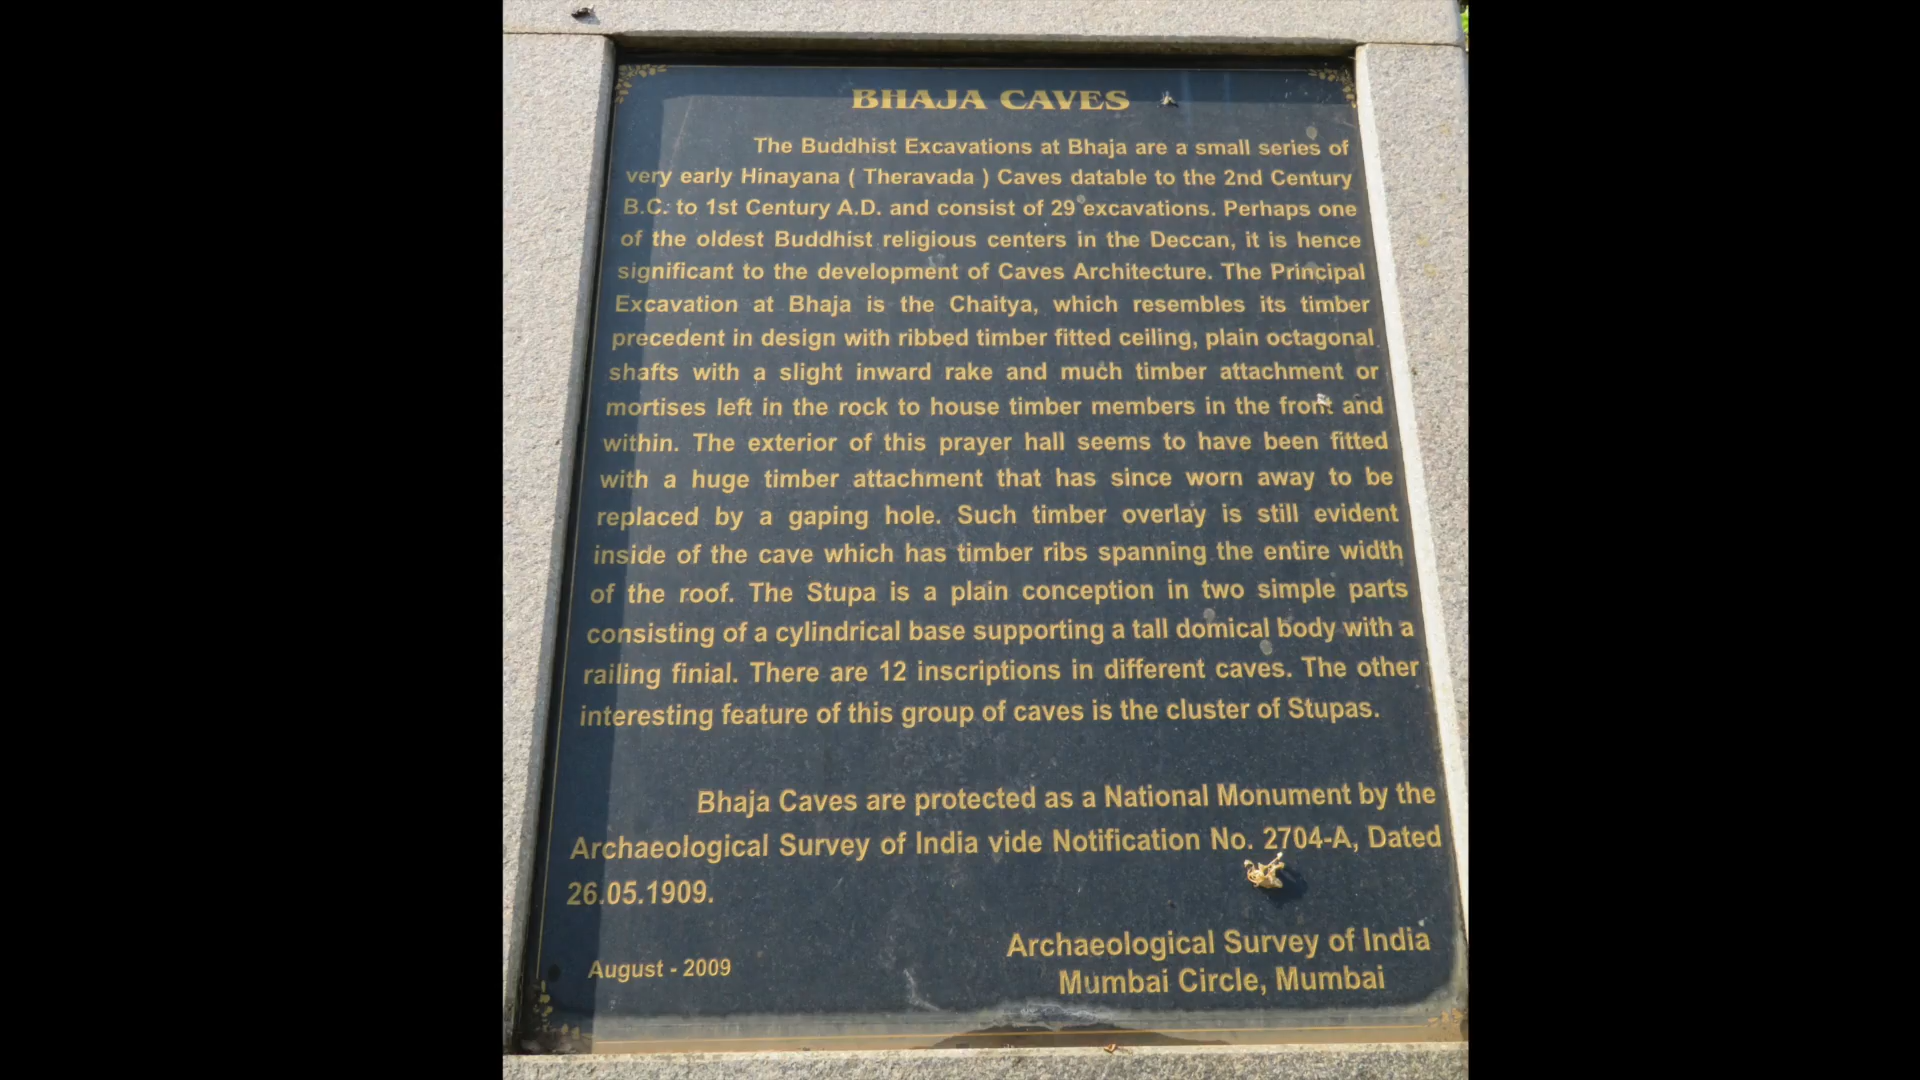 BHAJA CAVES
The Buddhist Excavations at Bhaja are a small series of
very early Hinayana ( Theravada ) Caves datable to the 2nd Century
B.C. to 1st Century A.D. and consist of 29 excavations. Perhaps one
of the oldest Buddhist religious centers in the Deccan, it is hence
significant to the development of Caves Architecture. The Principal
Excavation at Bhaja is the Chaitya, which resembles its timber
precedent in design with ribbed timber fitted ceiling, plain octagonal
shafts with a slight inward rake and much timber attachment or
mortises left in the rock to house timber members in the front and
within. The exterior of this prayer hall seems to have been fitted
with a huge timber attachment that has since worn away to be
replaced by a gaping hole. Such timber overlay is still evident
inside of the cave which has timber ribs spanning the entire width
of the roof. The Stupa is a plain conception in two simple parts
consisting of a cylindrical base supporting a tall domical body with a
railing finial. There are 12 inscriptions in different caves. The other
interesting feature of this group of caves is the cluster of Stupas.
Bhaja Caves are protected as a National Monument by the
Archaeological Survey of India vide Notification No. 2704-A, Dated
26.05.1909.
Archaeological Survey of India
August - 2009
Mumbai Circle, Mumbai